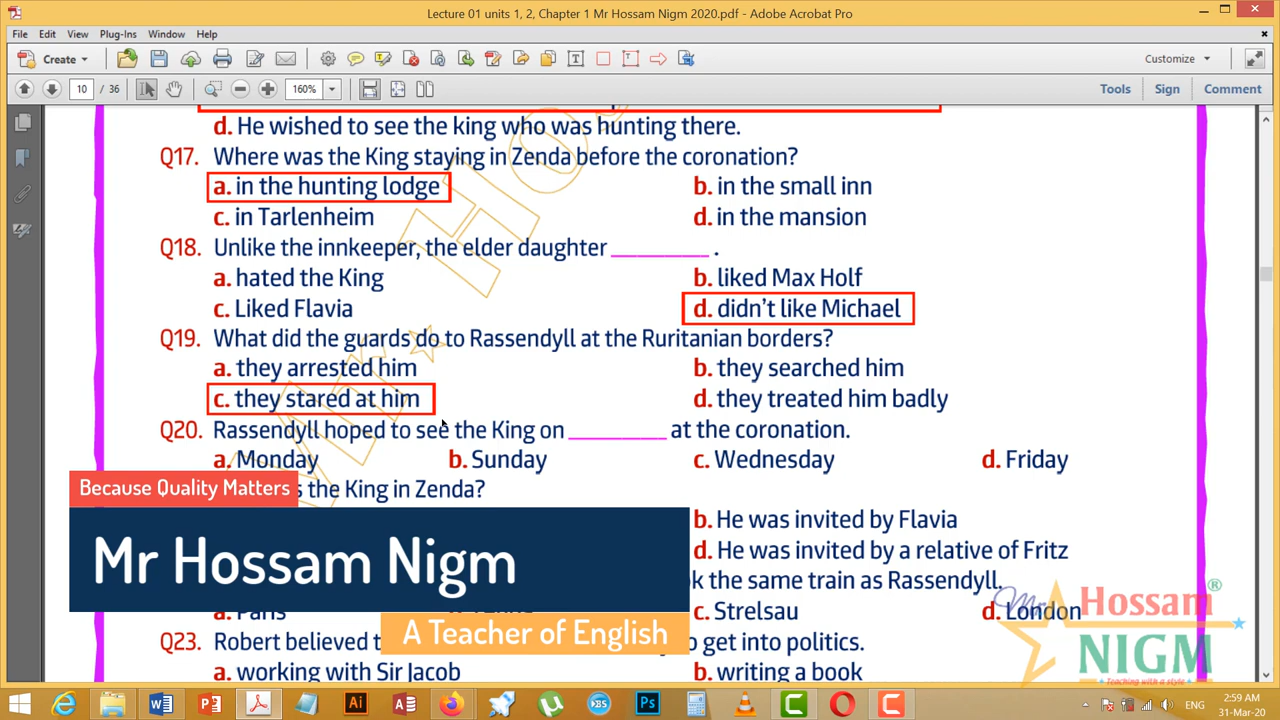 Lecture 01 units 1, 2, Chapter 1 Mr Hossam Nigm 2020.pdf - Adobe Acrobat Pro
File Edit View Plug-Ins Window Help
Create Customize
10 / 36 160% Tools Sign Comment
d. He wished to see the king who was hunting there.
Q17. Where was the King staying in Zenda before the coronation?
a. in the hunting lodge b. in the small inn
c. in Tarlenheim d. in the mansion
Q18. Unlike the innkeeper, the elder daughter ________ .
a. hated the King b. liked Max Holf
c. Liked Flavia d. didn't like Michael
Q19. What did the guards do to Rassendyll at the Ruritanian borders?
a. they arrested him b. they searched him
c. they stared at him d. they treated him badly
Q20. Rassendyll hoped to see the King on ________ at the coronation.
a. Monday b. Sunday c. Wednesday d. Friday
the King in Zenda?
b. He was invited by Flavia
d. He was invited by a relative of Fritz
the same train as Rassendyll.
a. Paris c. Strelsau d. London
Q23. Robert believed get into politics.
a. working with Sir Jacob b. writing a book
Because Quality Matters
Mr Hossam Nigm
A Teacher of English
Mr Hossam
NIGM
Teaching with a style
ENG 2:59 AM
31-Mar-20